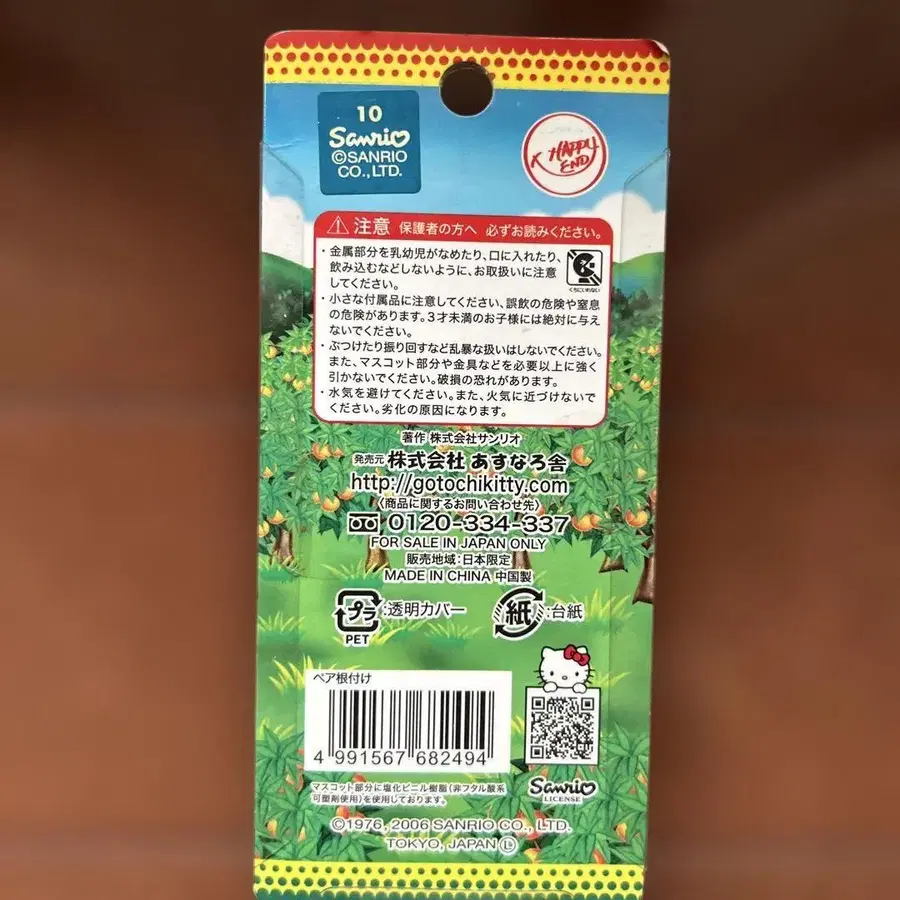 10
Sanrio
©SANRIO
CO.,LTD.
K HAPPY
END
注意 保護者の方へ 必ずお読みください。
・金属部分を乳幼児がなめたり、口に入れたり、
飲み込むなどしないように、お取扱いに注意
してください。
くちにいれない
・小さな付属品に注意してください、誤飲の危険や窒息
の危険があります。3才未満のお子様には絶対に与え
ないでください。
・ぶつけたり振り回すなど乱暴な扱いはしないでください。
また、マスコット部分や金具などを必要以上に強く
引かないでください。破損の恐れがあります。
・水気を避けてください。また、火気に近づけないで
ください。劣化の原因になります。
著作 株式会社サンリオ
発売元 株式会社 あすなろ舎
http://gotochikitty.com
〈商品に関するお問い合わせ先〉
0120-334-337
FOR SALE IN JAPAN ONLY
販売地域:日本限定
MADE IN CHINA 中国製
プラ:透明カバー
PET
紙:台紙
ペア根付け
4 991567 682494
マスコット部分に塩化ビニル樹脂(非フタル酸系
可塑剤使用)を使用しております。
Sanrio
LICENSE
©1976, 2006 SANRIO CO., LTD.
TOKYO, JAPAN Ⓛ